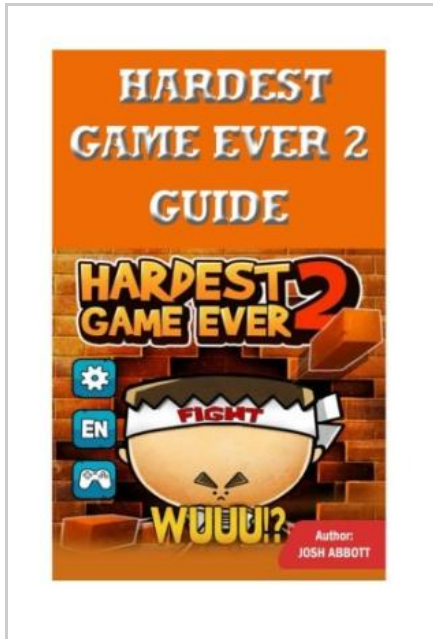 HARDEST
GAME EVER 2
GUIDE
HARDEST 2
GAME EVER
FIGHT
EN
WUUU!?
Author:
JOSH ABBOTT